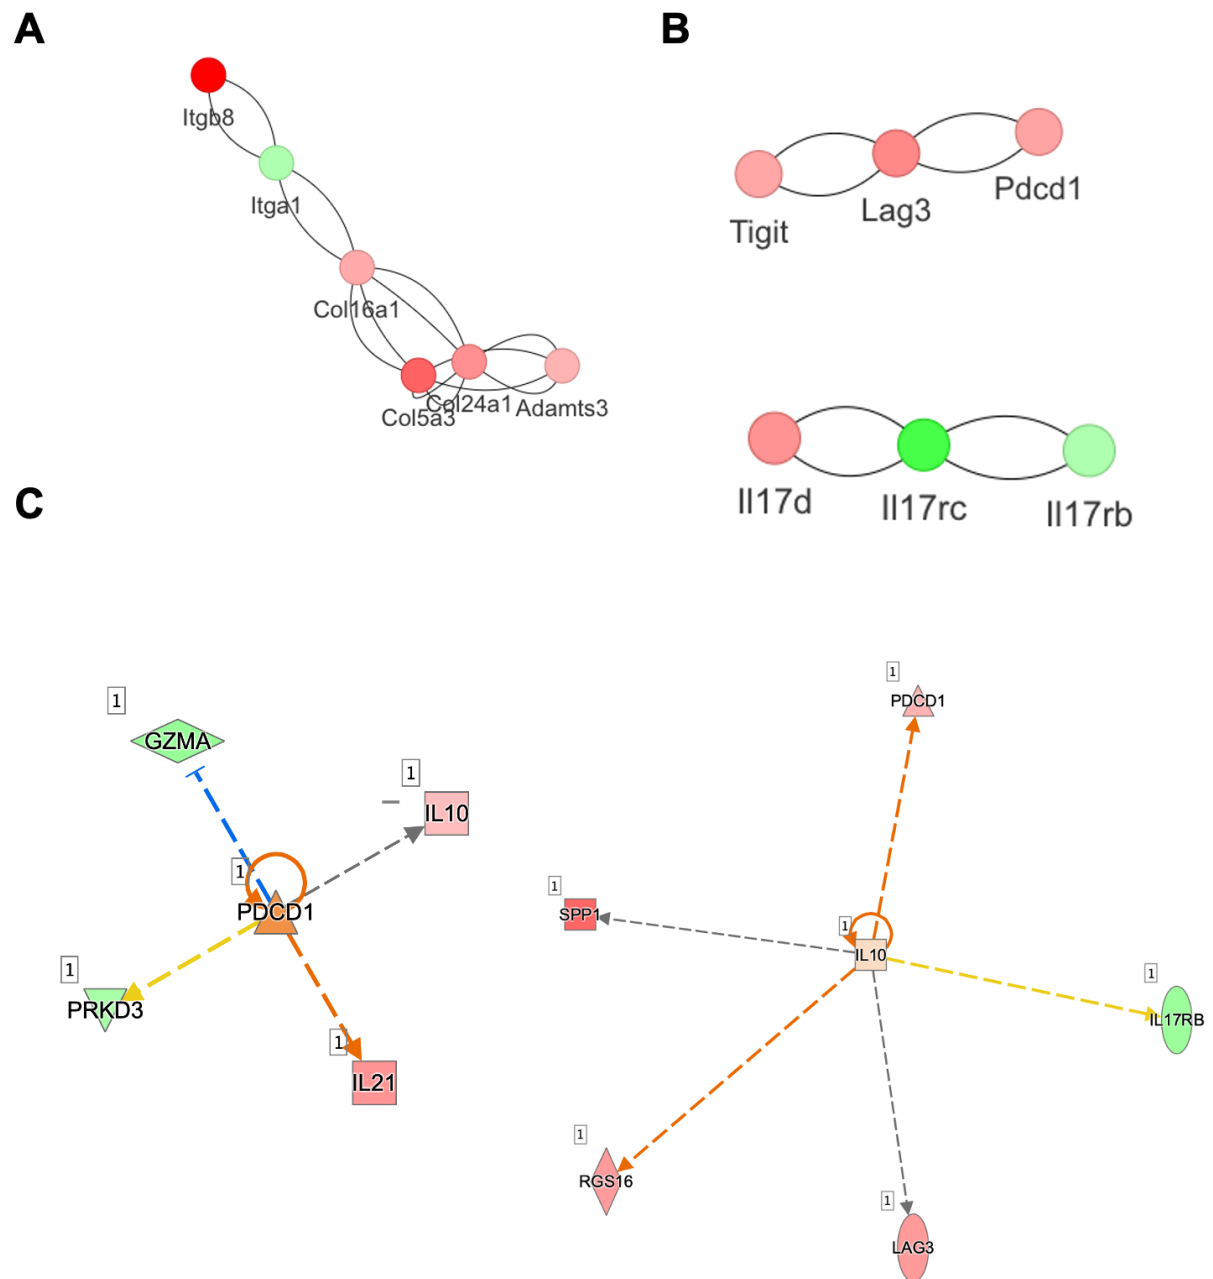 A
B
Itgb8
Itga1
Col16a1
Col5a3
Col24a1
Adamts3
Tigit
Lag3
Pdcd1
Il17d
Il17rc
Il17rb
C
1
GZMA
1
IL10
1
PDCD1
1
PRKD3
1
IL21
1
PDCD1
1
SPP1
1
IL10
1
IL17RB
1
RGS16
1
LAG3